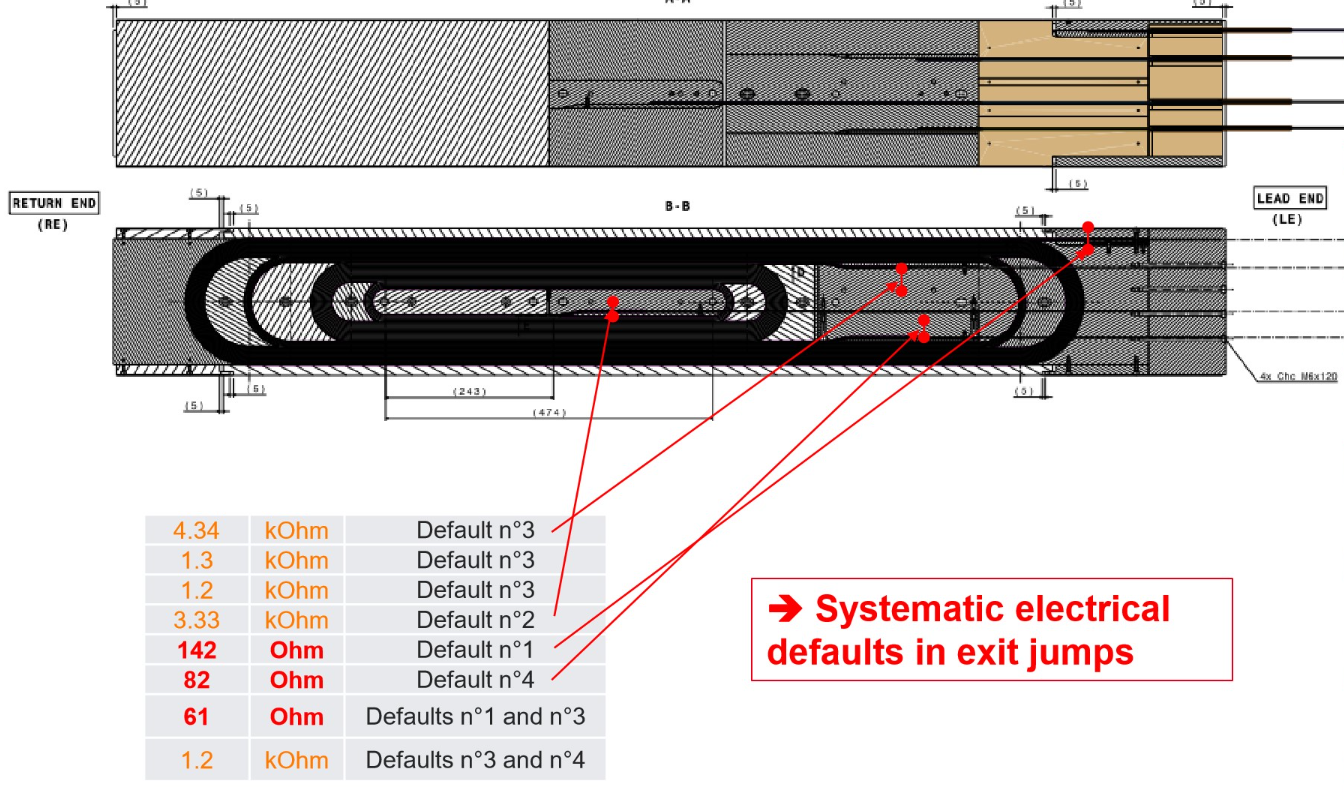 (5)
A-A
(5)
(5)
(5)
RETURN END
(RE)
(5)
(5)
B-B
(5)
LEAD END
(LE)
(5)
(5)
(243)
(5)
(474)
4x Chc M6x120
4.34 kOhm Default n°3
1.3 kOhm Default n°3
1.2 kOhm Default n°3
3.33 kOhm Default n°2
142 Ohm Default n°1
82 Ohm Default n°4
61 Ohm Defaults n°1 and n°3
1.2 kOhm Defaults n°3 and n°4
➔ Systematic electrical
defaults in exit jumps